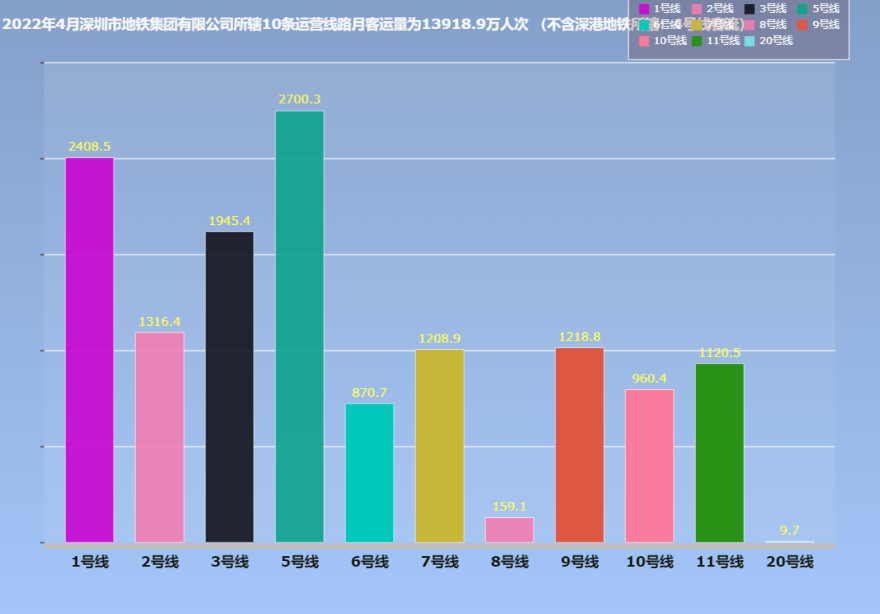 2022年4月深圳市地铁集团有限公司所辖10条运营线路月客运量为13918.9万人次 （不含深港地铁所
1号线 2号线 3号线 5号线
6号线 7号线 8号线 9号线
10号线 11号线 20号线
2700.3
2408.5
1945.4
1316.4
1218.8
1208.9
1120.5
960.4
870.7
159.1
9.7
1号线 2号线 3号线 5号线 6号线 7号线 8号线 9号线 10号线 11号线 20号线